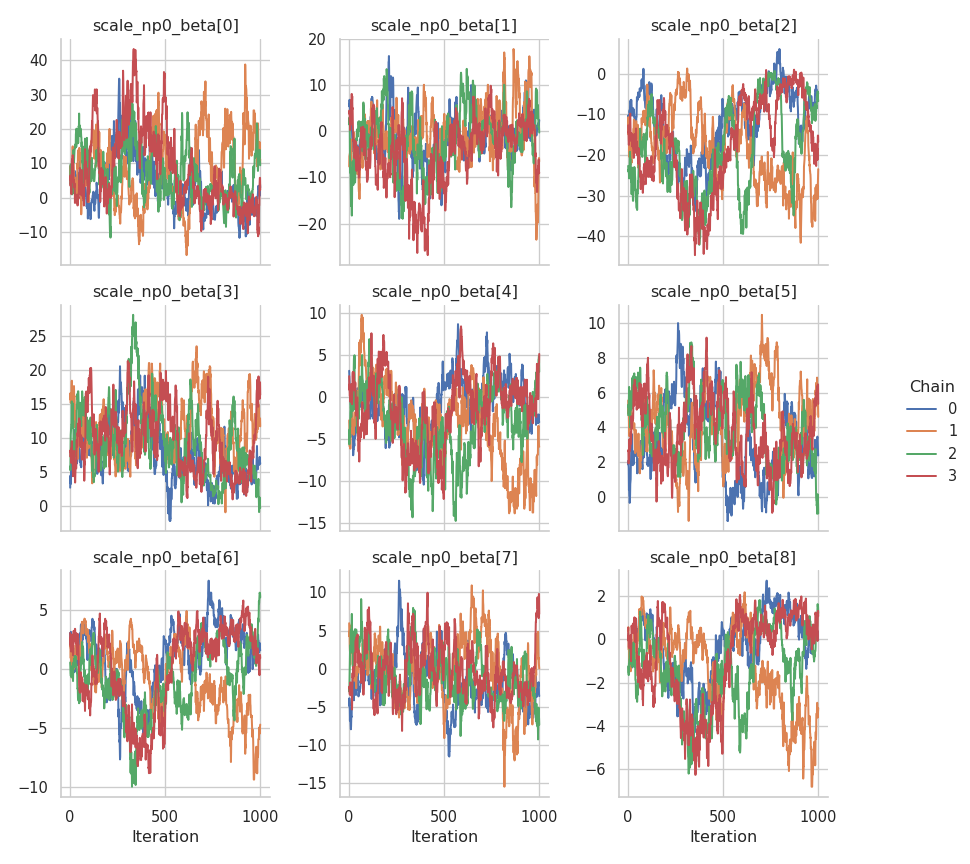 scale_np0_beta[0] scale_np0_beta[1] scale_np0_beta[2]
40 30 20 10 0 −10
20 10 0 −10 −20
0 −10 −20 −30 −40
scale_np0_beta[3] scale_np0_beta[4] scale_np0_beta[5]
25 20 15 10 5 0
10 5 0 −5 −10 −15
10 8 6 4 2 0
Chain
0
1
2
3
scale_np0_beta[6] scale_np0_beta[7] scale_np0_beta[8]
5 0 −5 −10
10 5 0 −5 −10 −15
2 0 −2 −4 −6
0 500 1000 0 500 1000 0 500 1000
Iteration Iteration Iteration